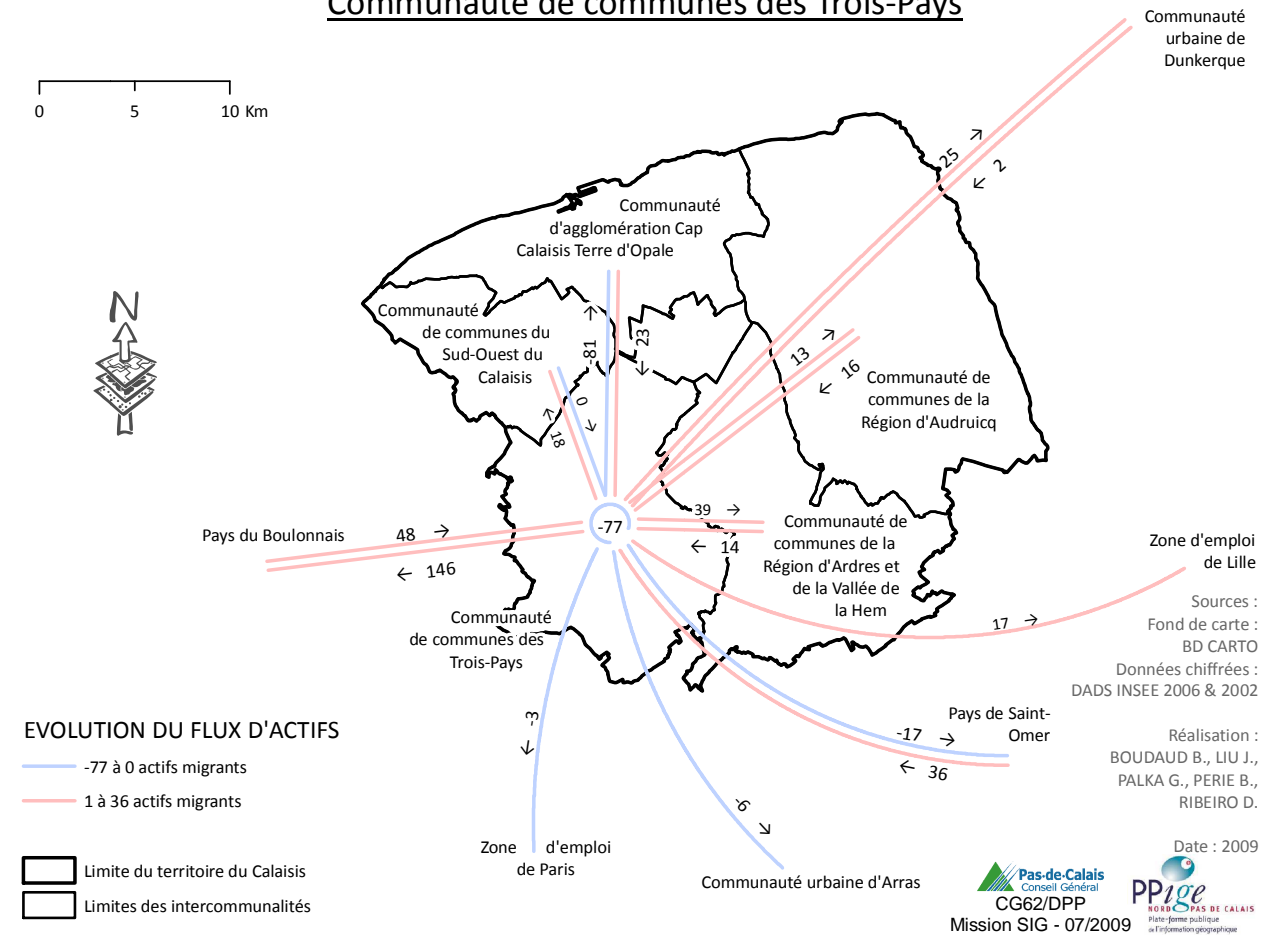 Communauté de communes des Trois-Pays
Communauté
urbaine de
Dunkerque
0 5 10 Km
25
2
Communauté
d'agglomération Cap
Calaisis Terre d'Opale
N
Communauté
de communes du
Sud-Ouest du
Calaisis
-81
23
0
18
13
16
Communauté de
communes de la
Région d'Audruicq
Pays du Boulonnais
48
146
-77
39
14
Communauté de
communes de la
Région d'Ardres et
de la Vallée de
la Hem
Zone d'emploi
de Lille
17
Communauté
de communes des
Trois-Pays
Sources :
Fond de carte :
BD CARTO
Données chiffrées :
DADS INSEE 2006 & 2002
Réalisation :
BOUDAUD B., LIU J.,
PALKA G., PERIE B.,
RIBEIRO D.
Date : 2009
Pays de Saint-
Omer
-17
36
-3
-6
Zone d'emploi
de Paris
Communauté urbaine d'Arras
EVOLUTION DU FLUX D'ACTIFS
-77 à 0 actifs migrants
1 à 36 actifs migrants
Limite du territoire du Calaisis
Limites des intercommunalités
Pas-de-Calais
Conseil Général
CG62/DPP
Mission SIG - 07/2009
PPige
NORD PAS DE CALAIS
Plate-forme publique
de l'information géographique